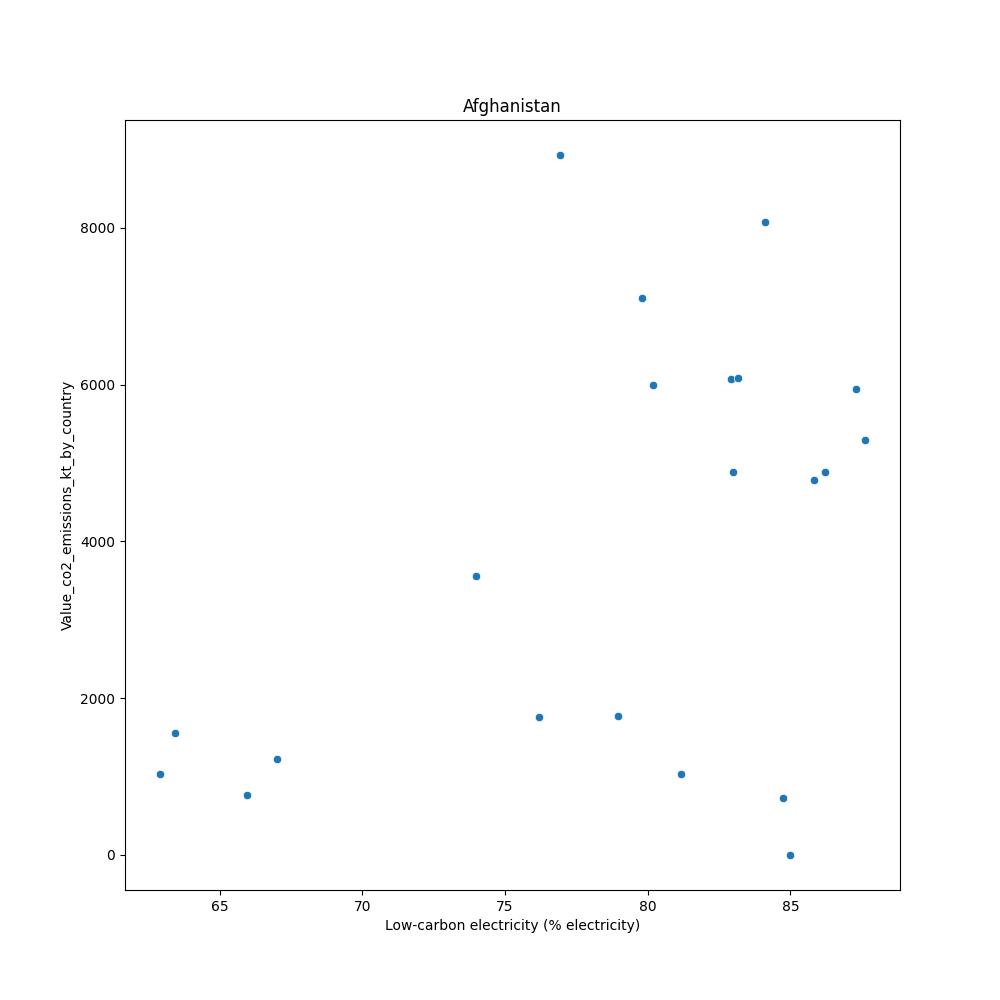 Afghanistan
8000
6000
4000
2000
0
Value_co2_emissions_kt_by_country
65 70 75 80 85
Low-carbon electricity (% electricity)